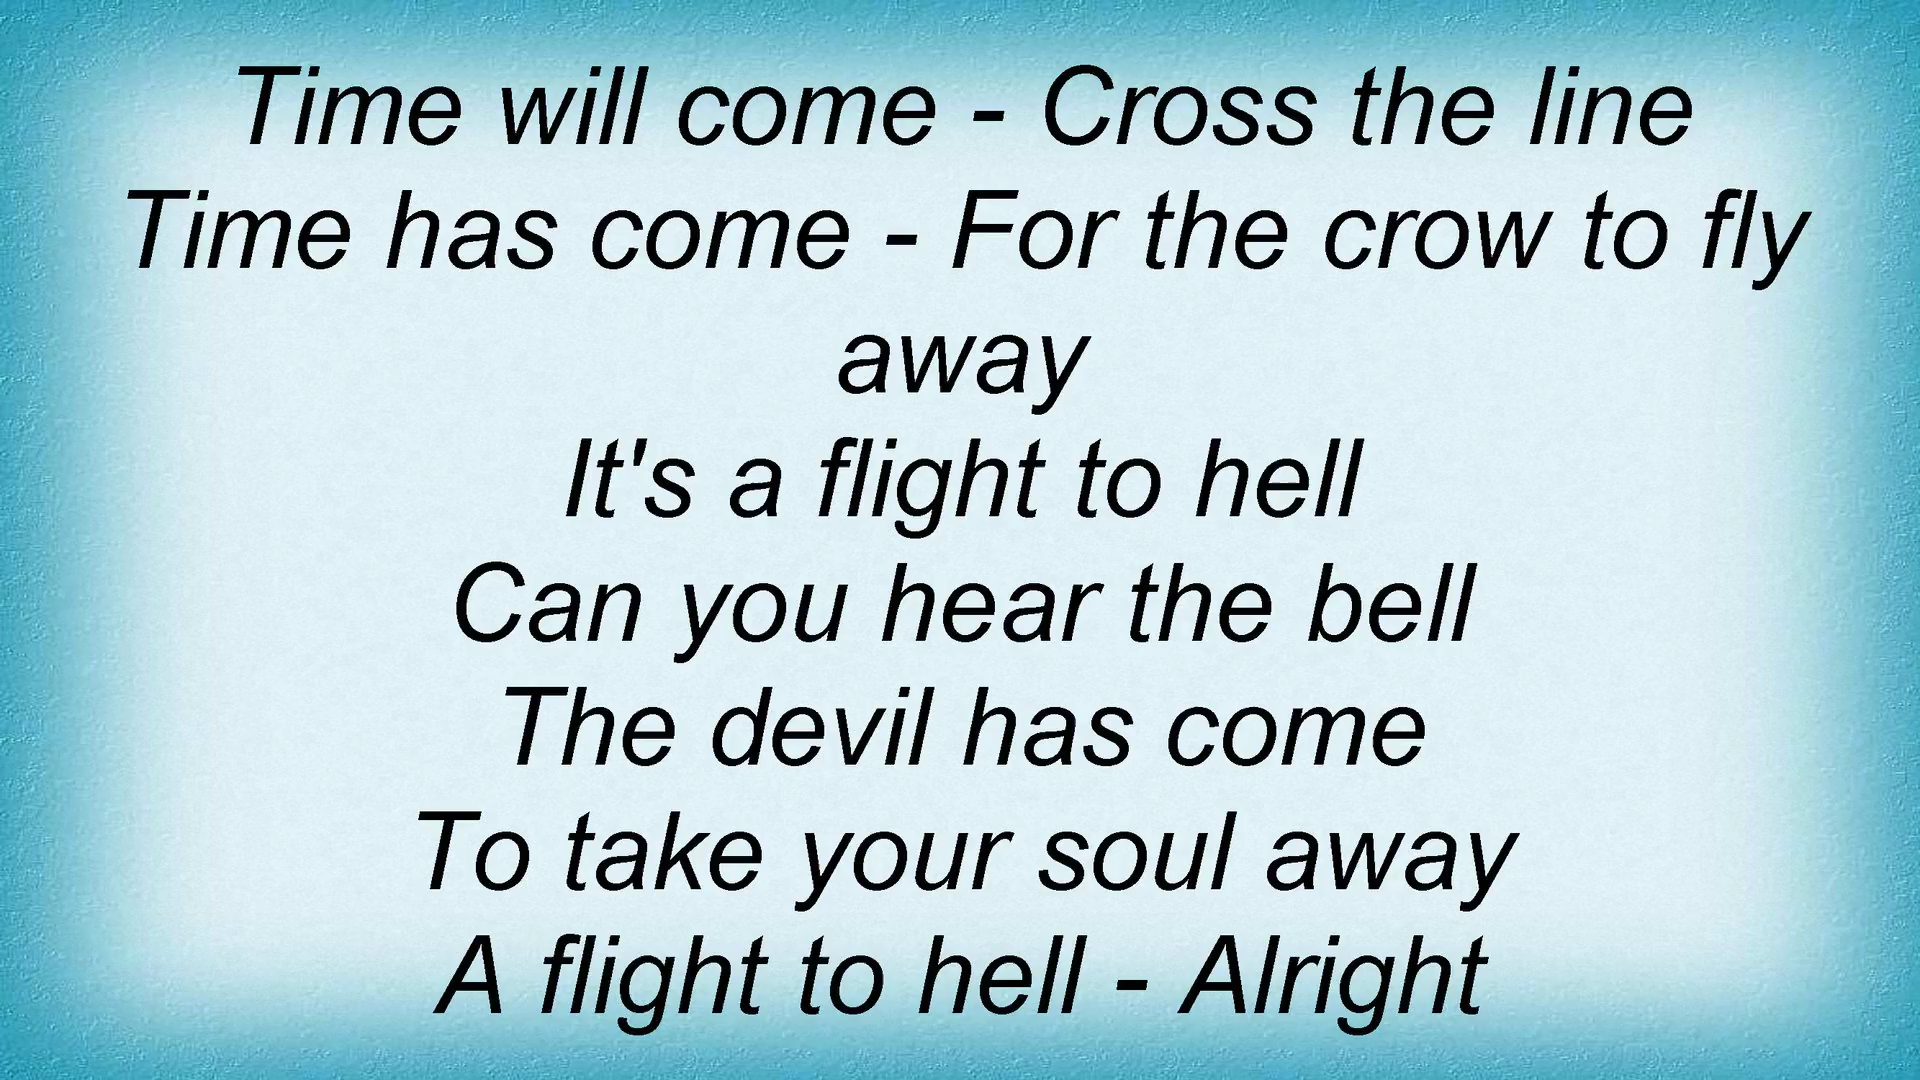 Time will come - Cross the line
Time has come - For the crow to fly
away
It's a flight to hell
Can you hear the bell
The devil has come
To take your soul away
A flight to hell - Alright